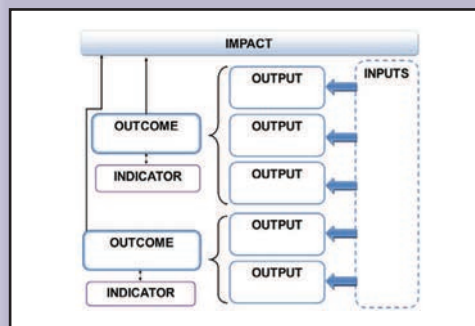 IMPACT
OUTPUT
INPUTS
OUTPUT
OUTCOME
INDICATOR
OUTPUT
OUTPUT
OUTCOME
OUTPUT
INDICATOR